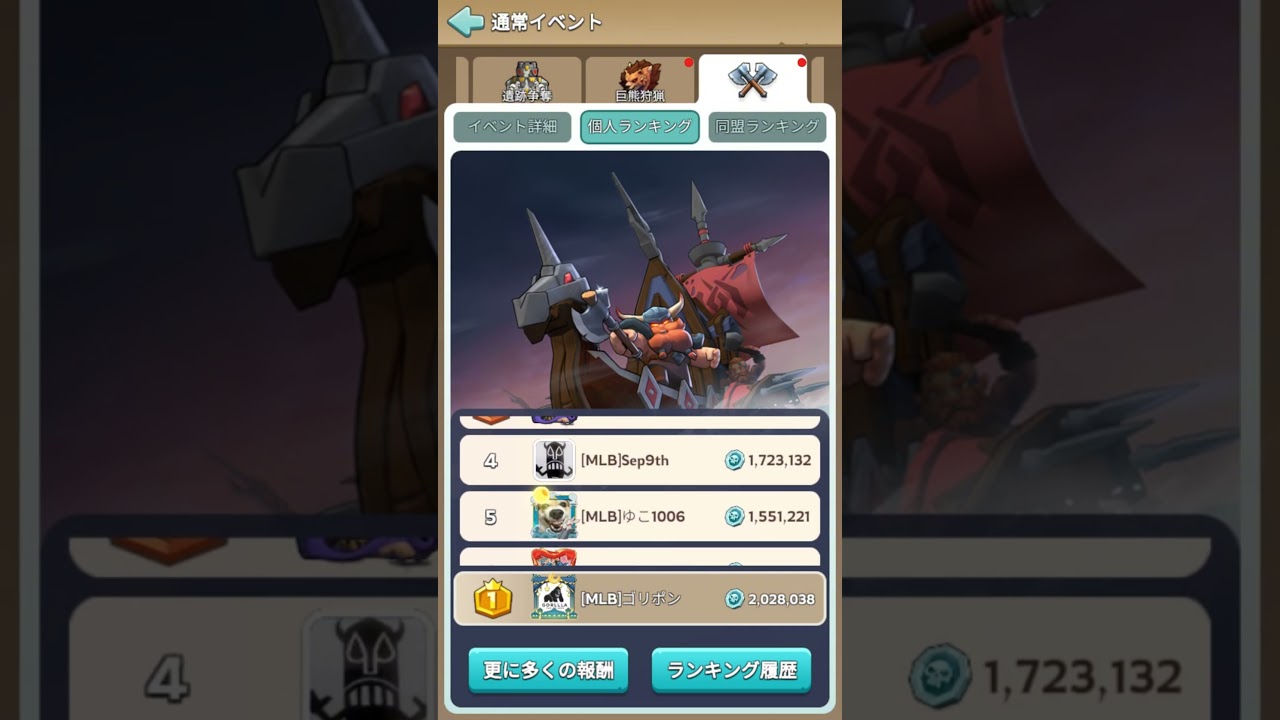 通常イベント
遺跡争奪
巨熊狩猟
イベント詳細
個人ランキング
同盟ランキング
4
[MLB]Sep9th
1,723,132
5
[MLB]ゆこ1006
1,551,221
1
GORILLA
[MLB]ゴリポン
2,028,038
更に多くの報酬
ランキング履歴
4
1,723,132